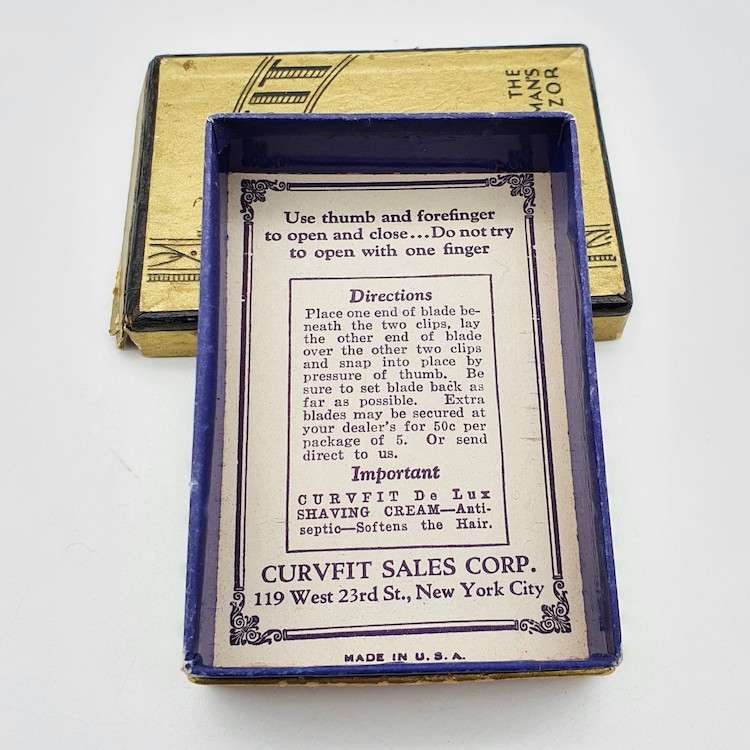 IT
THE
MAN'S
ZOR
Use thumb and forefinger
to open and close...Do not try
to open with one finger
Directions
Place one end of blade be-
neath the two clips, lay
the other end of blade
over the other two clips
and snap into place by
pressure of thumb. Be
sure to set blade back as
far as possible. Extra
blades may be secured at
your dealer's for 50c per
package of 5. Or send
direct to us.
Important
CURVFIT De Lux
SHAVING CREAM—Anti-
septic—Softens the Hair.
CURVFIT SALES CORP.
119 West 23rd St., New York City
MADE IN U.S.A.